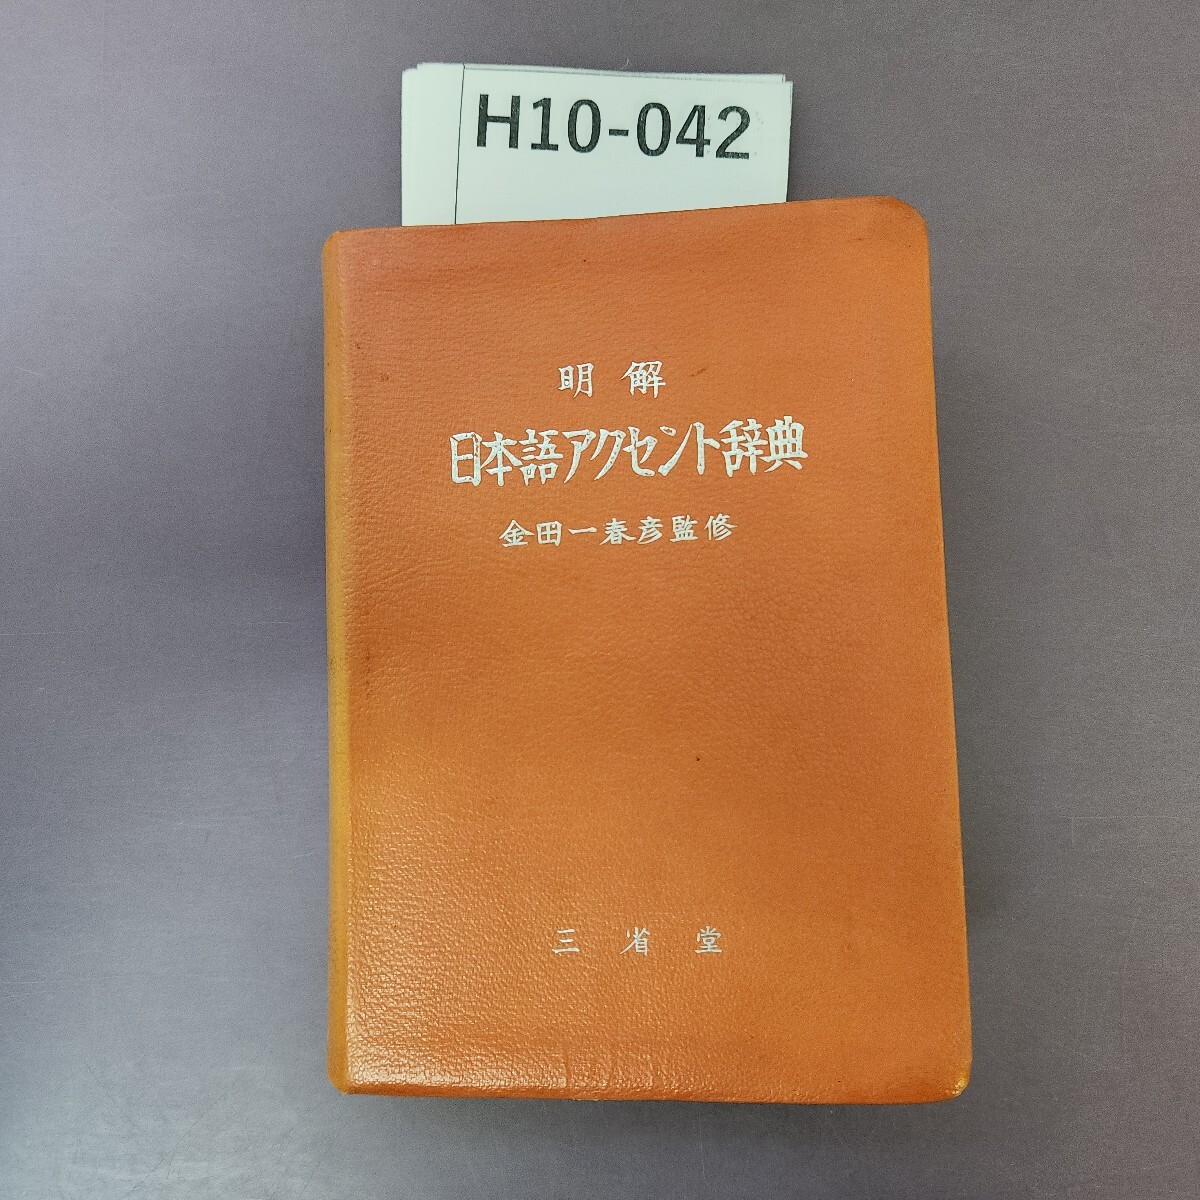 H10-042
明解
日本語アクセント辞典
金田一春彦監修
三省堂